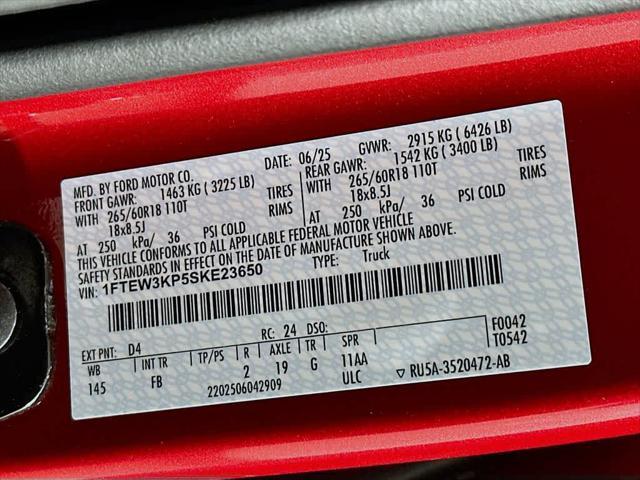 MFD. BY FORD MOTOR CO. DATE: 06/25 GVWR: 2915 KG ( 6426 LB)
FRONT GAWR: 1463 KG ( 3225 LB) REAR GAWR: 1542 KG ( 3400 LB)
WITH 265/60R18 110T TIRES WITH 265/60R18 110T TIRES
18x8.5J RIMS 18x8.5J RIMS
AT 250 kPa/ 36 PSI COLD AT 250 kPa/ 36 PSI COLD
THIS VEHICLE CONFORMS TO ALL APPLICABLE FEDERAL MOTOR VEHICLE
SAFETY STANDARDS IN EFFECT ON THE DATE OF MANUFACTURE SHOWN ABOVE.
VIN: 1FTEW3KP5SKE23650 TYPE: Truck
EXT PNT: D4 RC: 24 DSO: F0042
WB INT TR TP/PS R AXLE TR SPR T0542
145 FB 2 19 G 11AA
2202506042909 ULC ▽ RU5A-3520472-AB